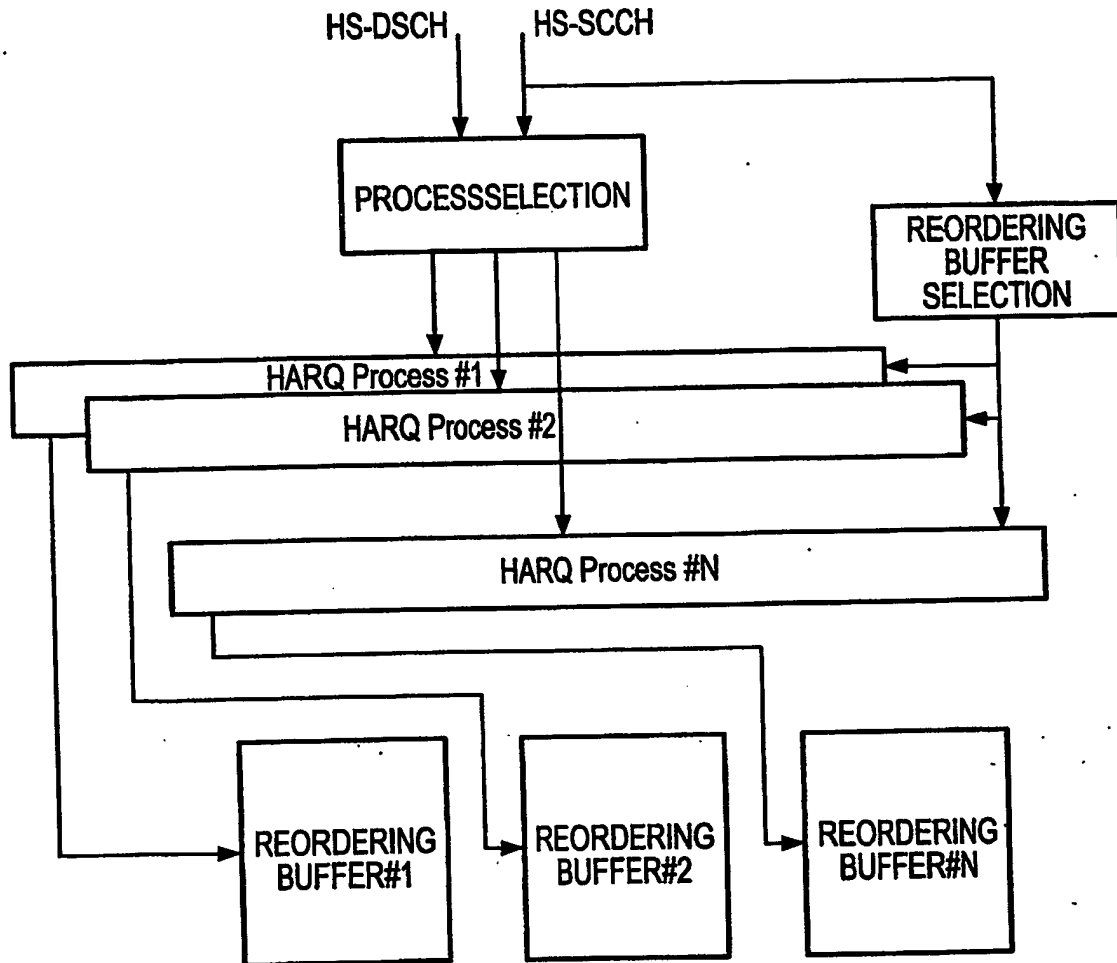 HS-DSCH
HS-SCCH
PROCESSSELECTION
REORDERING
BUFFER
SELECTION
HARQ Process #1
HARQ Process #2
HARQ Process #N
REORDERING
BUFFER#1
REORDERING
BUFFER#2
REORDERING
BUFFER#N